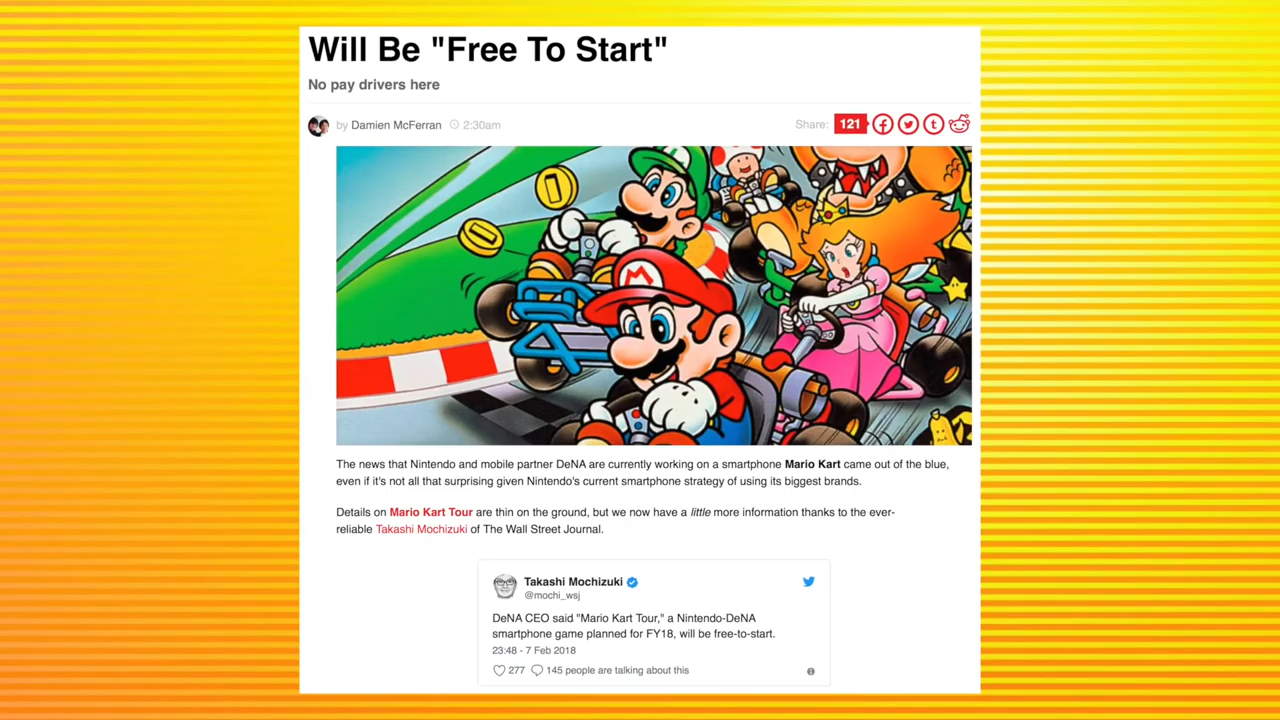 Will Be "Free To Start"
No pay drivers here
by Damien McFerran 2:30am
Share: 121
M
The news that Nintendo and mobile partner DeNA are currently working on a smartphone Mario Kart came out of the blue,
even if it's not all that surprising given Nintendo's current smartphone strategy of using its biggest brands.
Details on Mario Kart Tour are thin on the ground, but we now have a little more information thanks to the ever-
reliable Takashi Mochizuki of The Wall Street Journal.
Takashi Mochizuki
@mochi_wsj
DeNA CEO said "Mario Kart Tour," a Nintendo-DeNA
smartphone game planned for FY18, will be free-to-start.
23:48 - 7 Feb 2018
277 145 people are talking about this